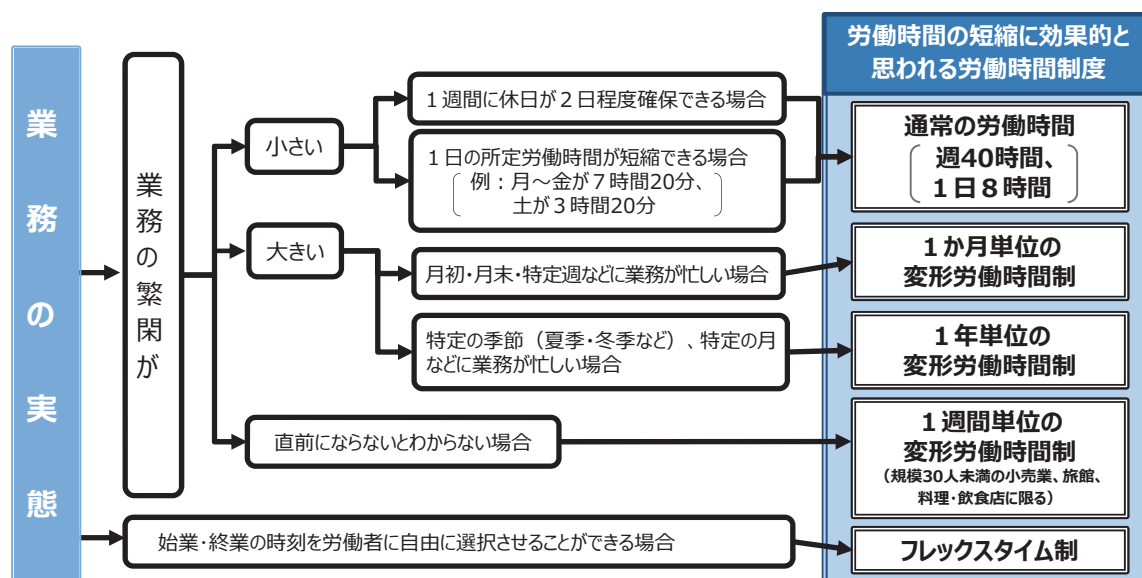 業務の実態
業務の繁閑が
小さい
1週間に休日が2日程度確保できる場合
1日の所定労働時間が短縮できる場合
例：月～金が7時間20分、
土が3時間20分
大きい
月初・月末・特定週などに業務が忙しい場合
特定の季節（夏季・冬季など）、特定の月
などに業務が忙しい場合
直前にならないとわからない場合
始業・終業の時刻を労働者に自由に選択させることができる場合
労働時間の短縮に効果的と
思われる労働時間制度
通常の労働時間
週40時間、
1日8時間
1か月単位の
変形労働時間制
1年単位の
変形労働時間制
1週間単位の
変形労働時間制
（規模30人未満の小売業、旅館、
料理・飲食店に限る）
フレックスタイム制